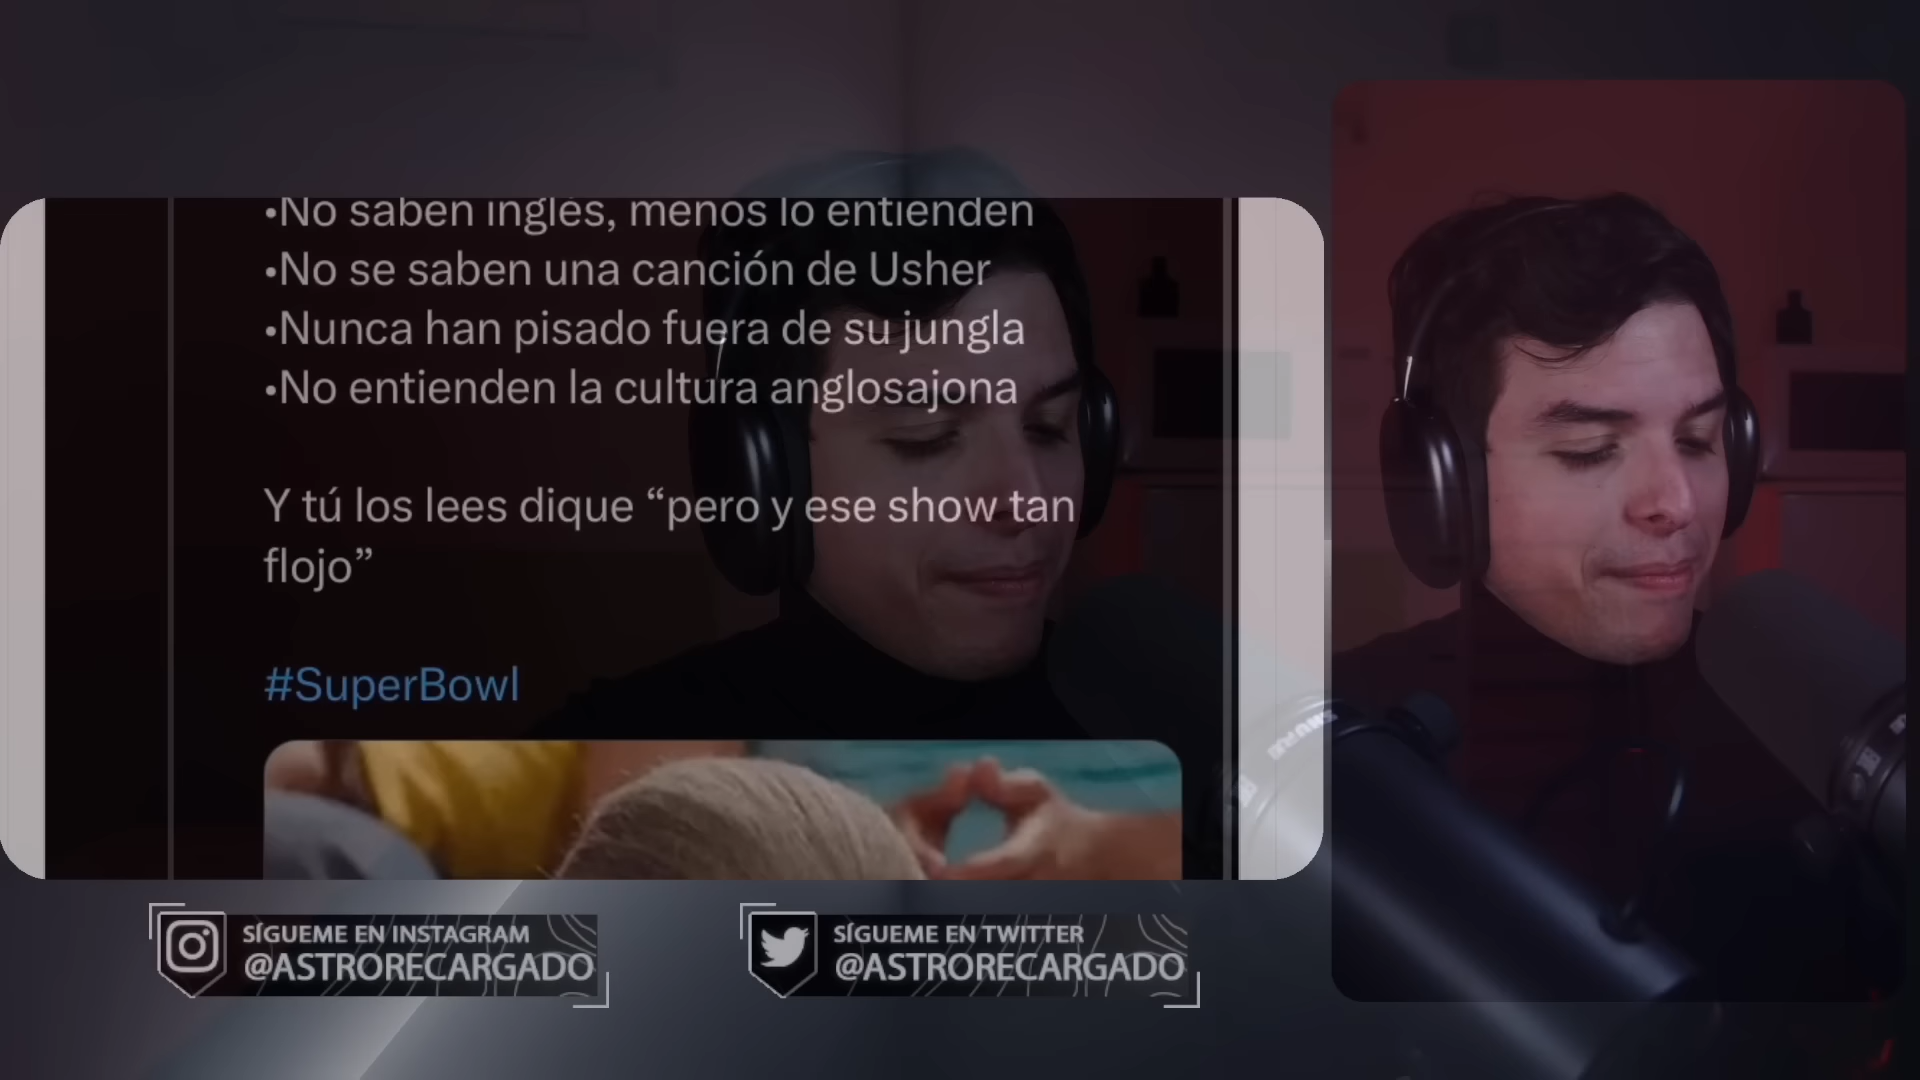 •No saben inglés, menos lo entienden
•No se saben una canción de Usher
•Nunca han pisado fuera de su jungla
•No entienden la cultura anglosajona
Y tú los lees dique “pero y ese show tan
flojo”
#SuperBowl
SÍGUEME EN INSTAGRAM
@ASTRORECARGADO
SÍGUEME EN TWITTER
@ASTRORECARGADO